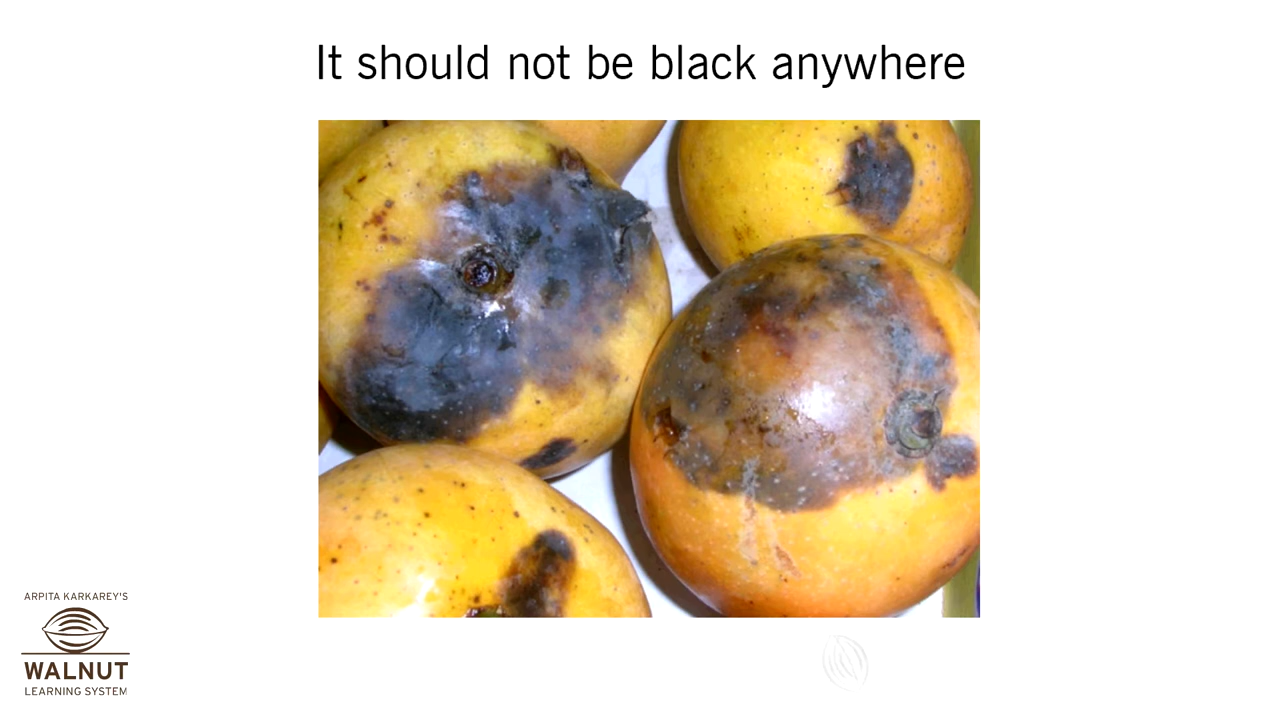 It should not be black anywhere
ARPITA KARKAREY'S
WALNUT
LEARNING SYSTEM